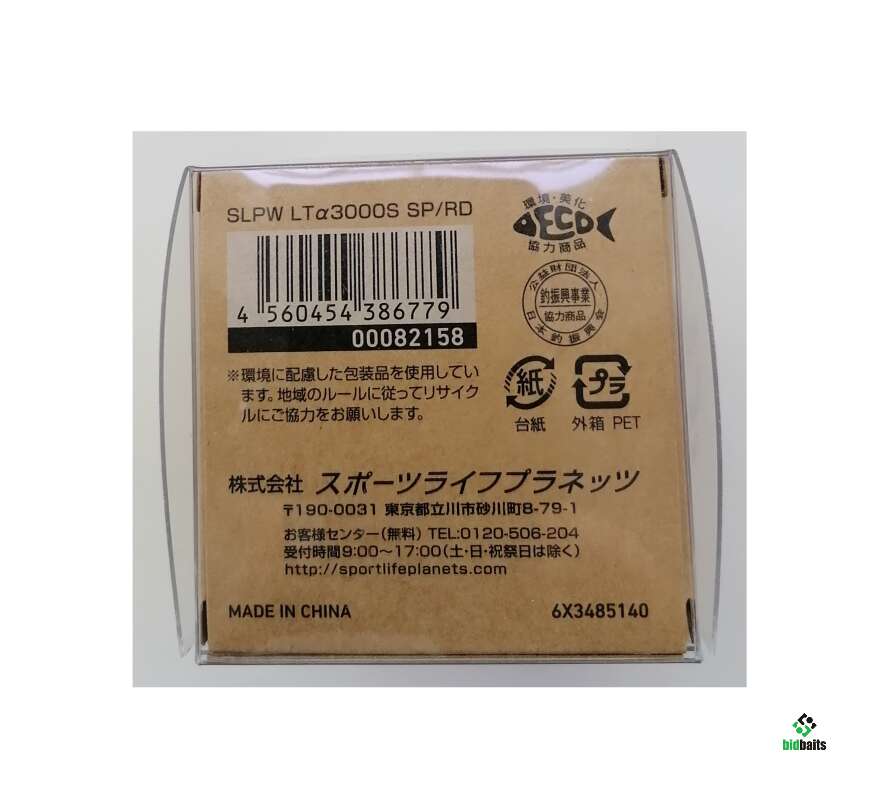 SLPW LTα3000S SP/RD
4 560454 386779
00082158
環境・美化
ECO
協力商品
公益財団法人
釣振興事業
協力商品
日本釣振興会
※環境に配慮した包装品を使用してい
ます。地域のルールに従ってリサイク
ルにご協力をお願いします。
紙
プラ
台紙
外箱 PET
株式会社 スポーツライフプラネッツ
〒190-0031 東京都立川市砂川町8-79-1
お客様センター(無料) TEL:0120-506-204
受付時間9:00〜17:00(土・日・祝祭日は除く)
http://sportlifeplanets.com
MADE IN CHINA
6X3485140
bidbaits